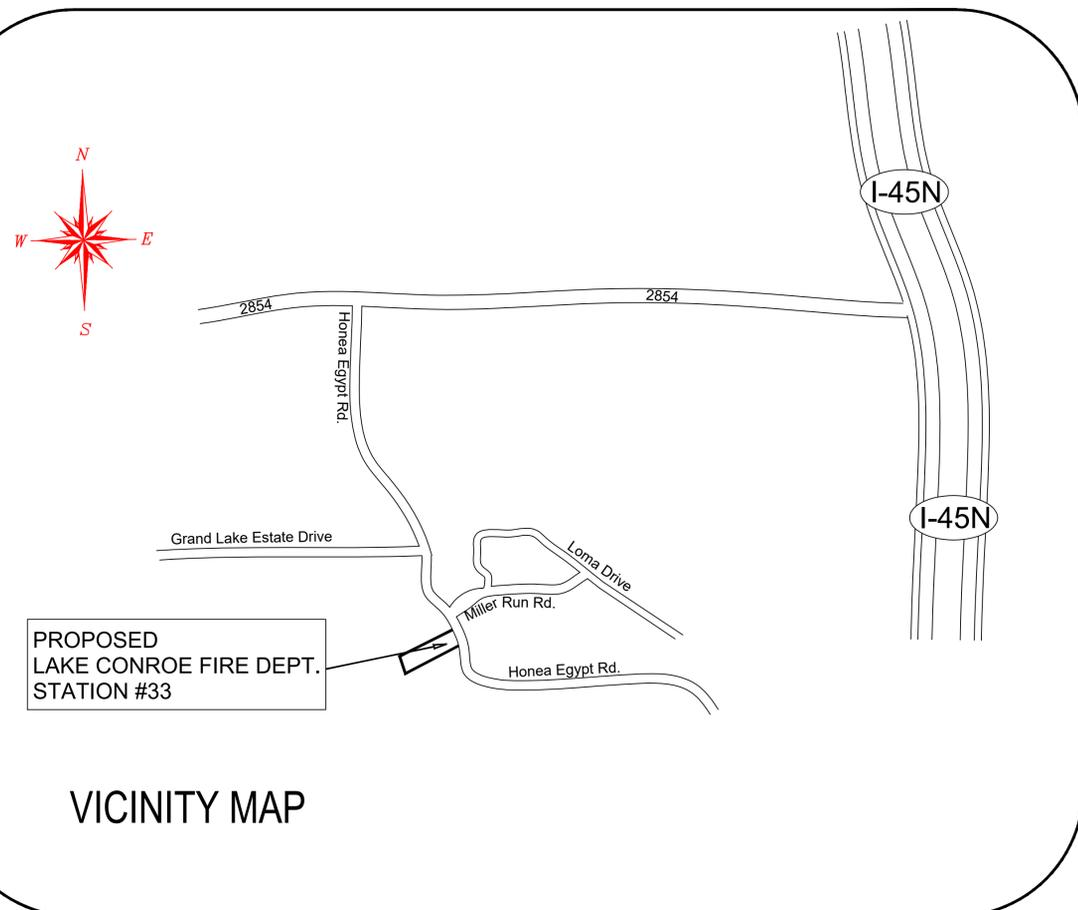 I-45N
N
W
E
S
2854
2854
Honea Egypt Rd.
I-45N
Grand Lake Estate Drive
Loma Drive
Miller Run Rd.
PROPOSED
LAKE CONROE FIRE DEPT.
STATION #33
Honea Egypt Rd.
VICINITY MAP